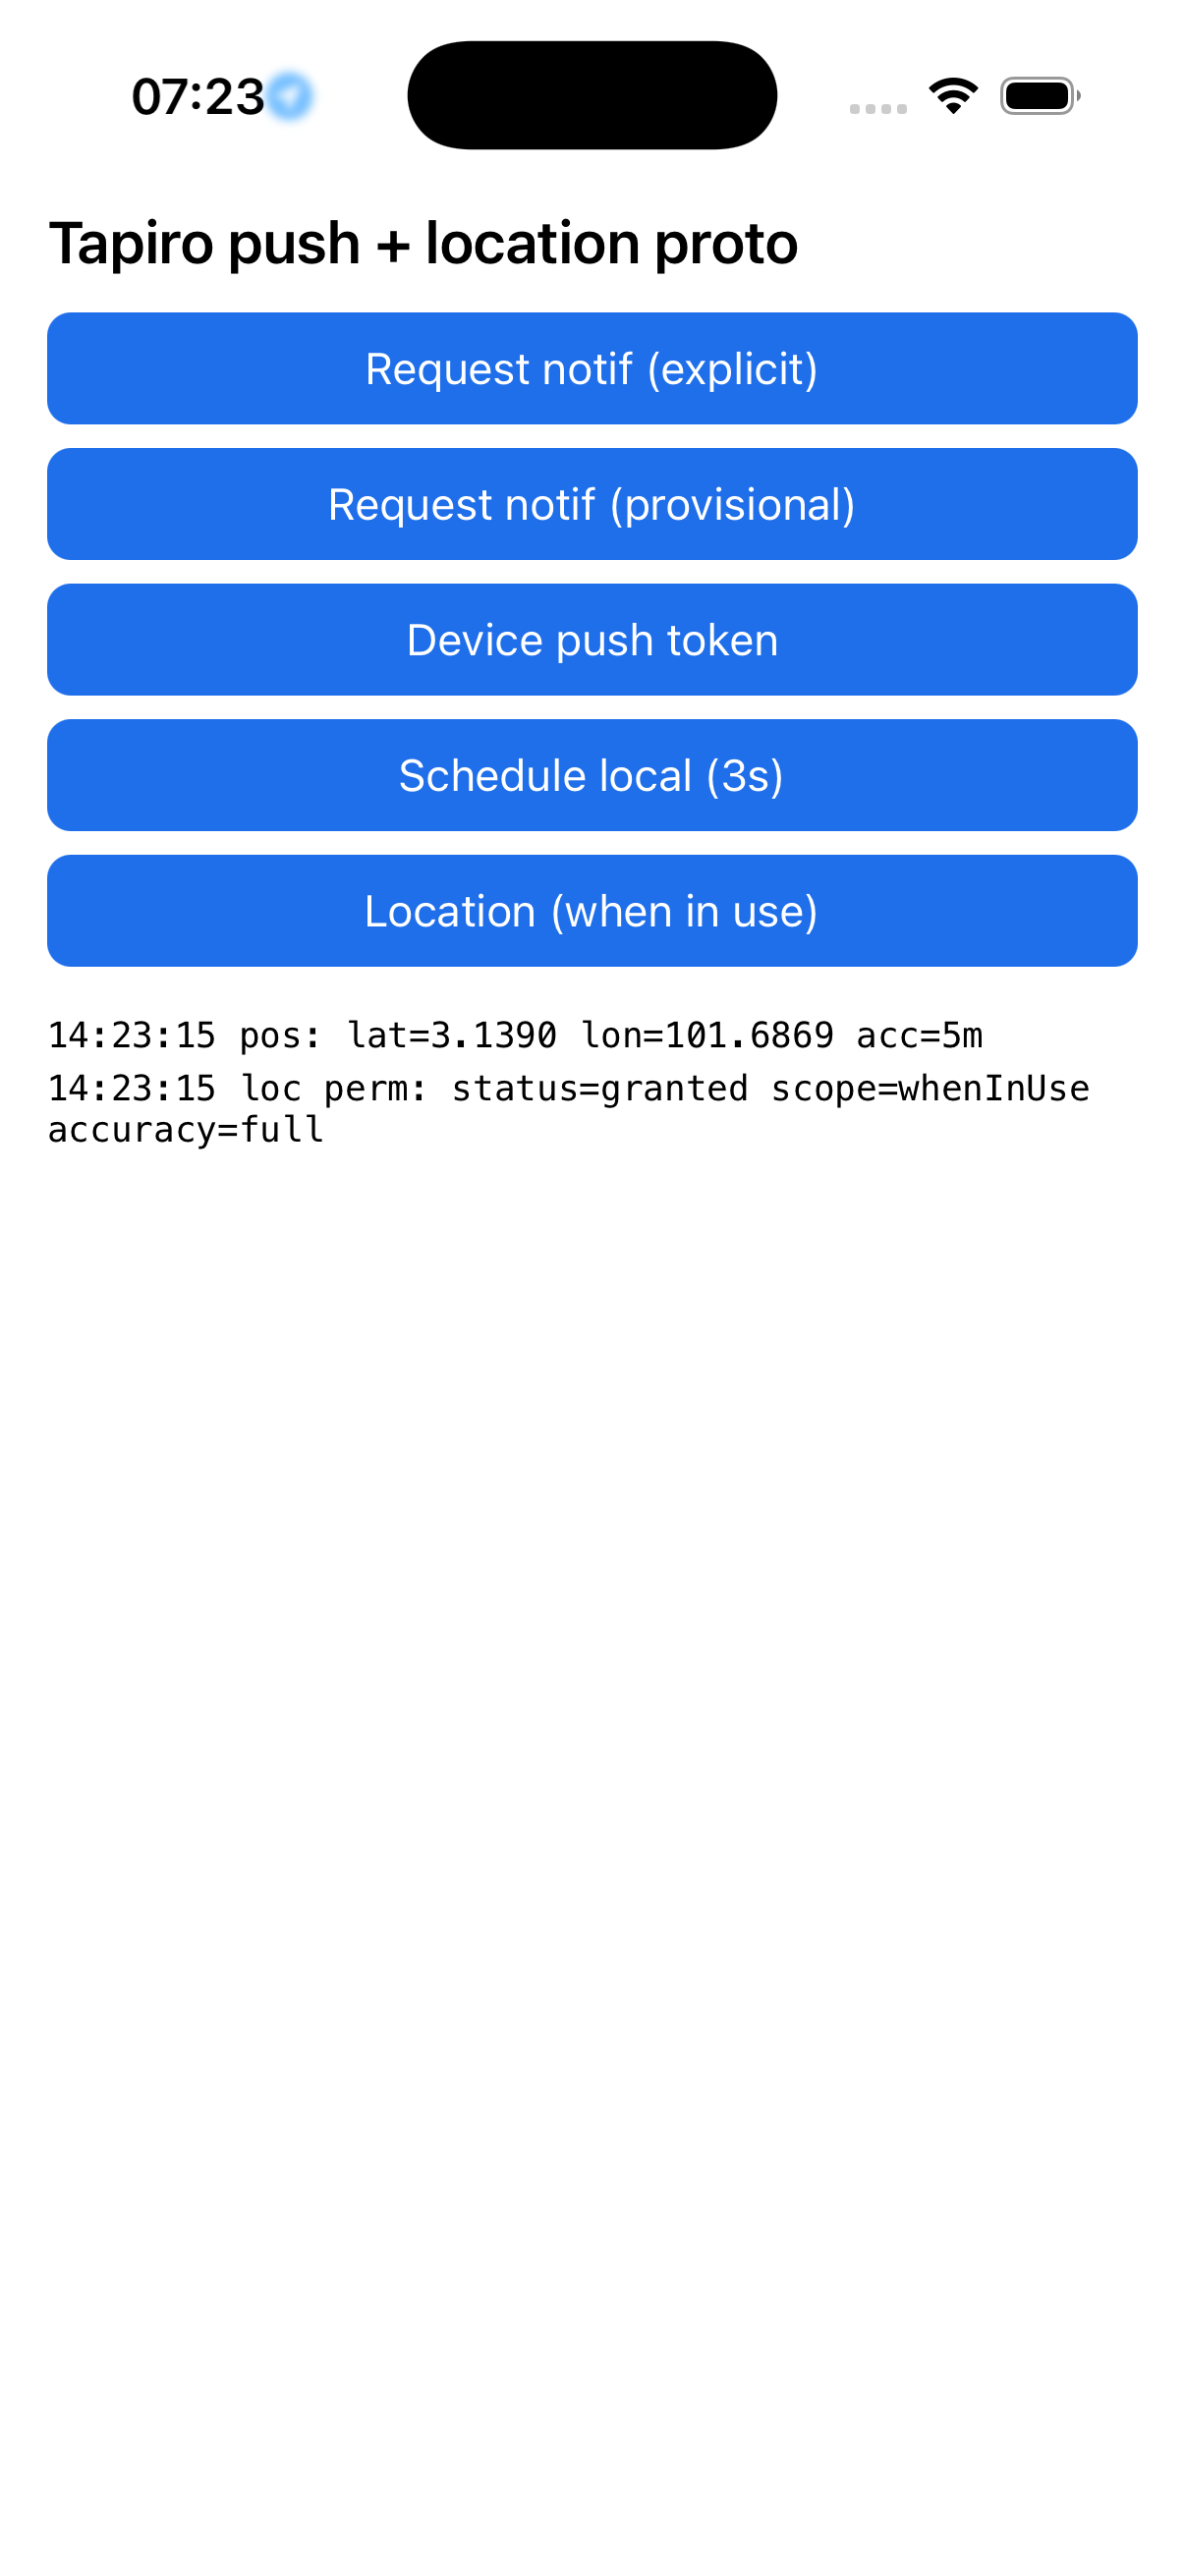 07:23
Tapiro push + location proto
Request notif (explicit)
Request notif (provisional)
Device push token
Schedule local (3s)
Location (when in use)
14:23:15 pos: lat=3.1390 lon=101.6869 acc=5m
14:23:15 loc perm: status=granted scope=whenInUse
accuracy=full